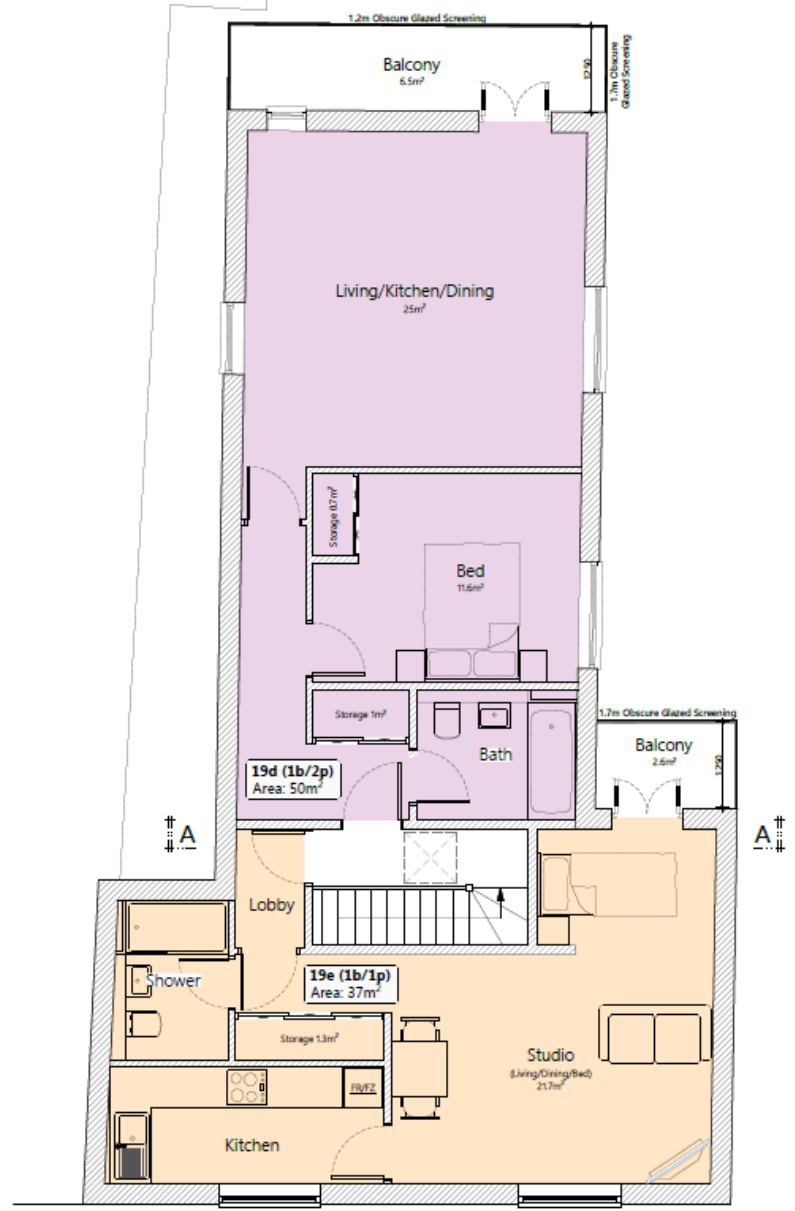 1.2m Obscure Glazed Screening
Balcony
6.5m²
1250
1.7m Obscure
Glazed Screening
Living/Kitchen/Dining
25m²
Storage 0.7m²
Bed
11.6m²
Storage 1m²
Bath
19d (1b/2p)
Area: 50m²
1.7m Obscure Glazed Screening
Balcony
2.6m²
1250
A
A
Lobby
Shower
19e (1b/1p)
Area: 37m²
Storage 1.3m²
Studio
(Living/Dining/Bed)
21.7m²
FR/FZ
Kitchen